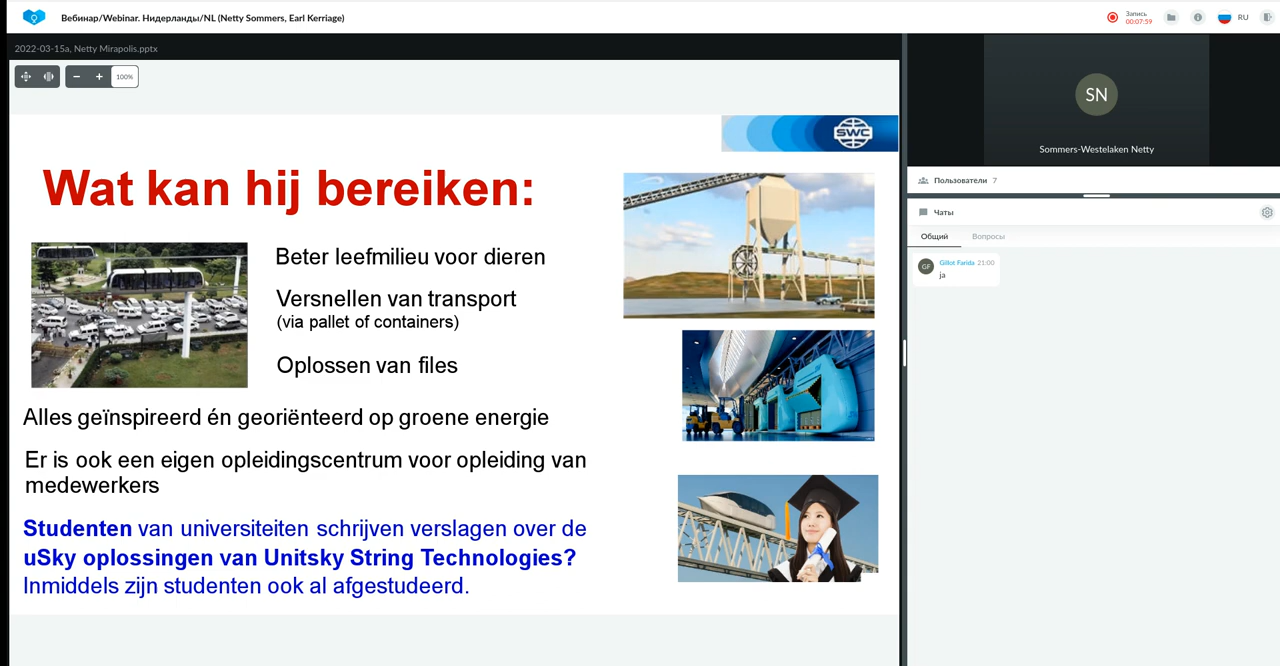 Вебинар/Webinar. Нидерланды/NL (Netty Sommers, Earl Kerriage)
Запись
00:07:59
RU
2022-03-15a, Netty Mirapolis.pptx
100%
SWC
Wat kan hij bereiken:
Beter leefmilieu voor dieren
Versnellen van transport
(via pallet of containers)
Oplossen van files
Alles geïnspireerd én georiënteerd op groene energie
Er is ook een eigen opleidingscentrum voor opleiding van
medewerkers
Studenten van universiteiten schrijven verslagen over de
uSky oplossingen van Unitsky String Technologies?
Inmiddels zijn studenten ook al afgestudeerd.
SN
Sommers-Westelaken Netty
Пользователи 7
Чаты
Общий Вопросы
GF Gillot Farida 21:00
ja